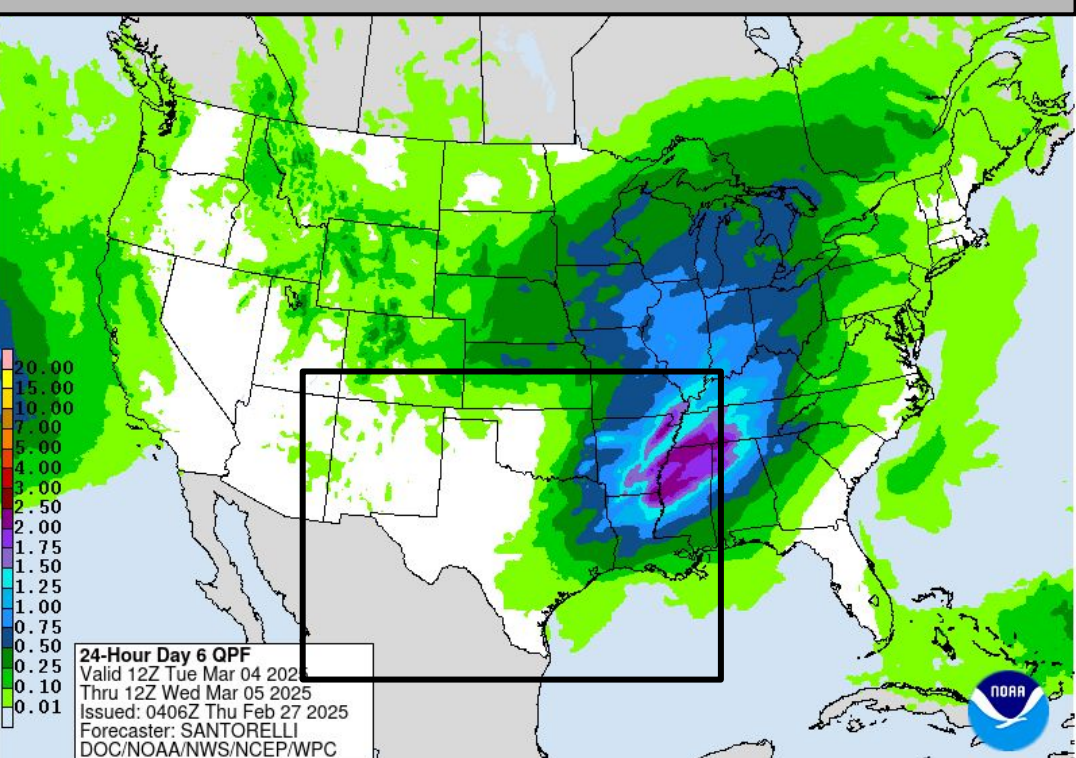 20.00
15.00
10.00
7.00
5.00
4.00
3.00
2.50
2.00
1.75
1.50
1.25
1.00
0.75
0.50
0.25
0.10
0.01
24-Hour Day 6 QPF
Valid 12Z Tue Mar 04 2025
Thru 12Z Wed Mar 05 2025
Issued: 0406Z Thu Feb 27 2025
Forecaster: SANTORELLI
DOC/NOAA/NWS/NCEP/WPC
NOAA